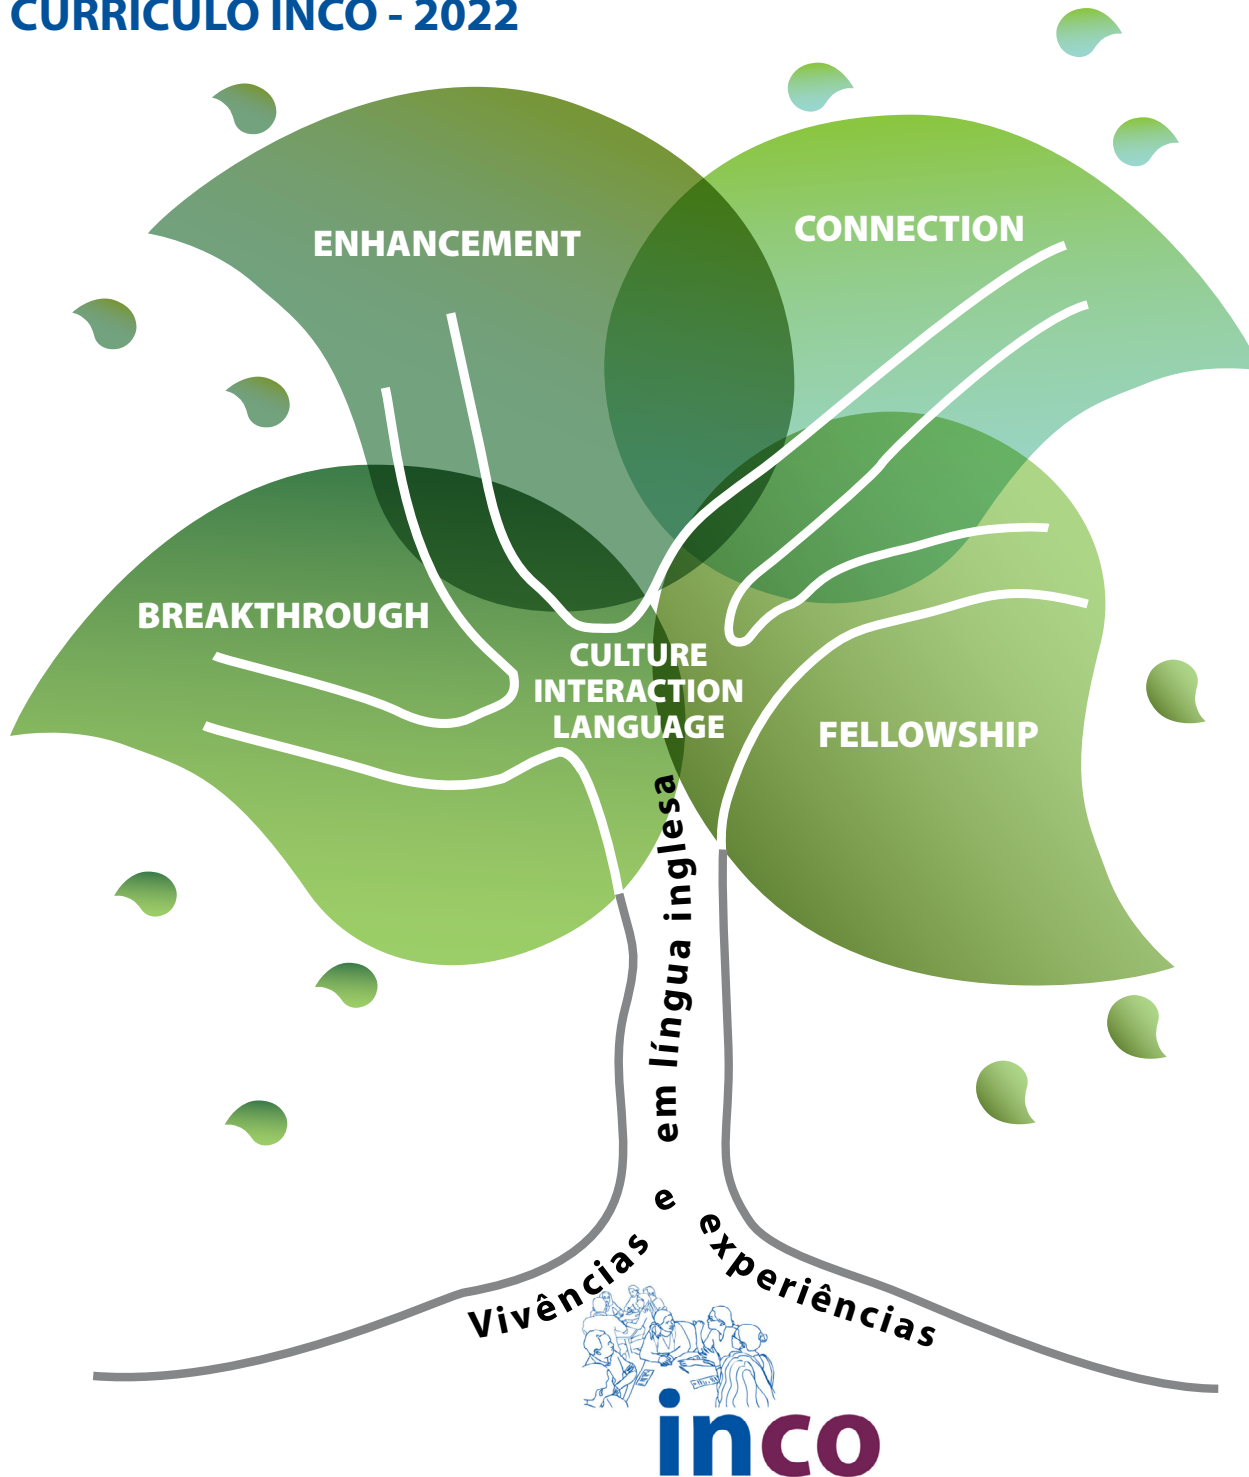 CURRÍCULO INCO - 2022
ENHANCEMENT
CONNECTION
BREAKTHROUGH
CULTURE
INTERACTION
LANGUAGE
FELLOWSHIP
Vivências e experiências
em língua inglesa
inco